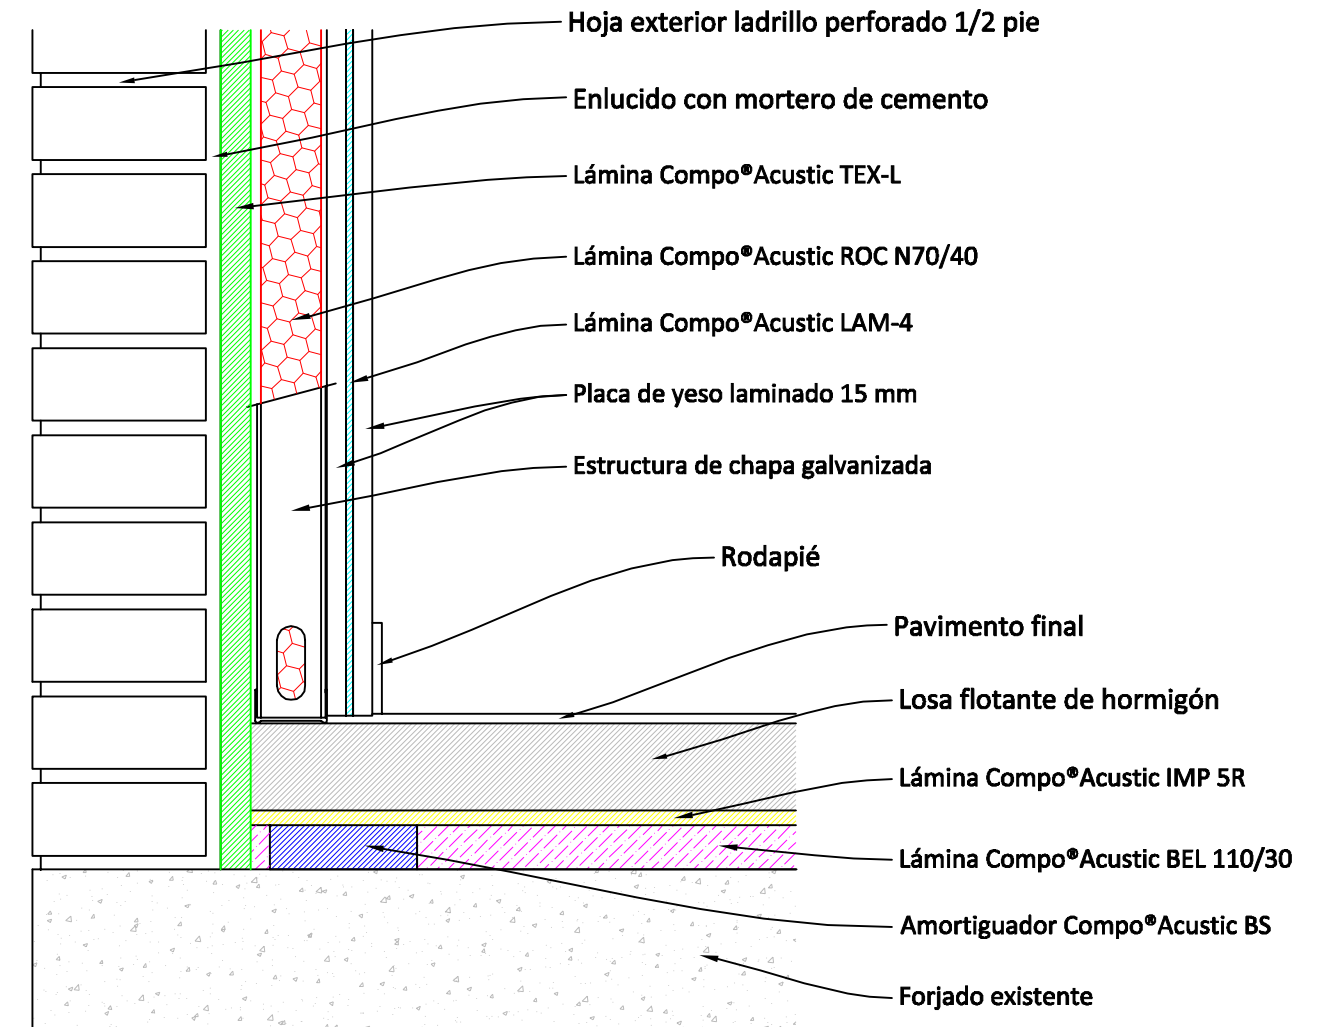 Hoja exterior ladrillo perforado 1/2 pie
Enlucido con mortero de cemento
Lámina Compo®Acustic TEX-L
Lámina Compo®Acustic ROC N70/40
Lámina Compo®Acustic LAM-4
Placa de yeso laminado 15 mm
Estructura de chapa galvanizada
Rodapié
Pavimento final
Losa flotante de hormigón
Lámina Compo®Acustic IMP 5R
Lámina Compo®Acustic BEL 110/30
Amortiguador Compo®Acustic BS
Forjado existente